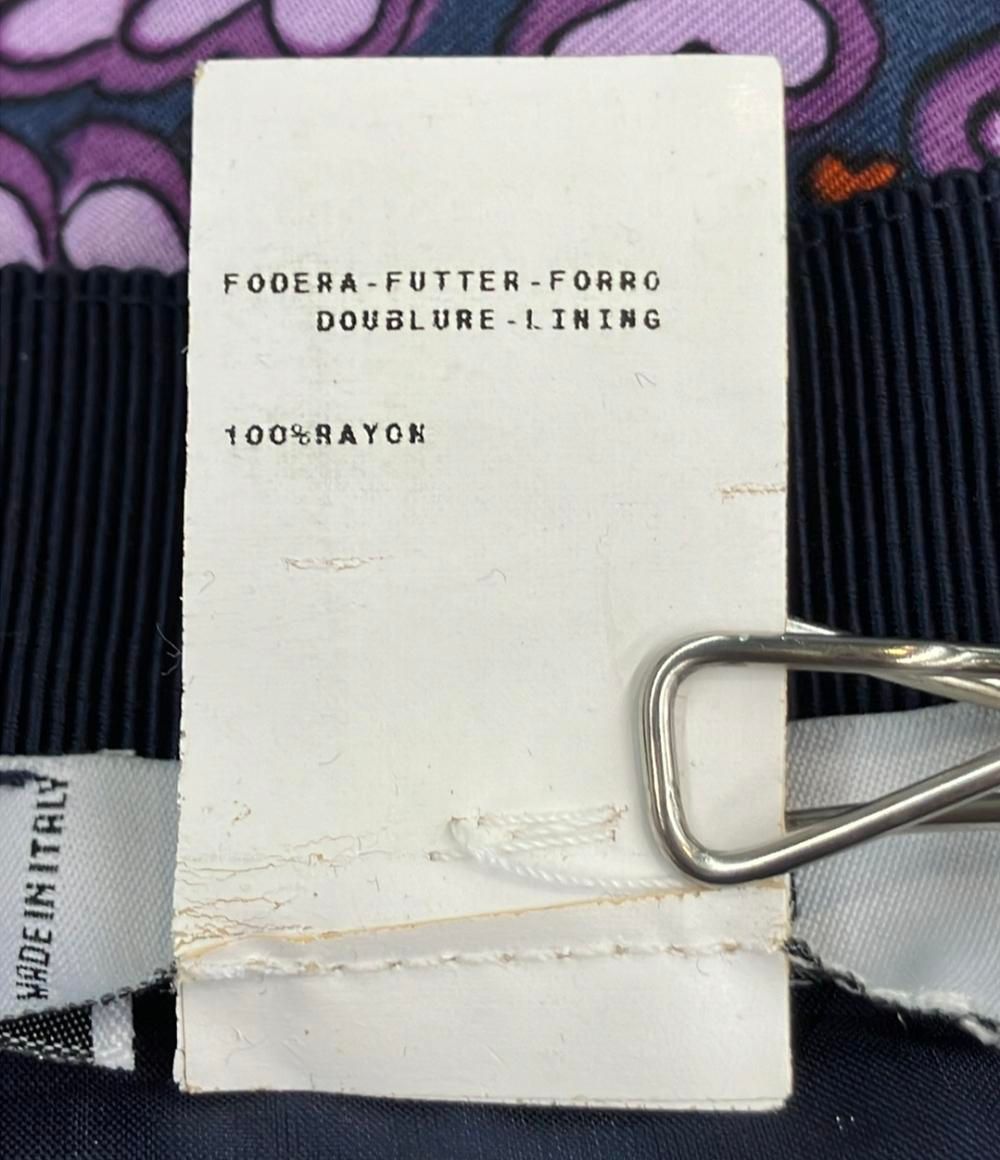 FODERA-FUTTER-FORRO
DOUBLURE-LINING
100%RAYON
MADE IN ITALY